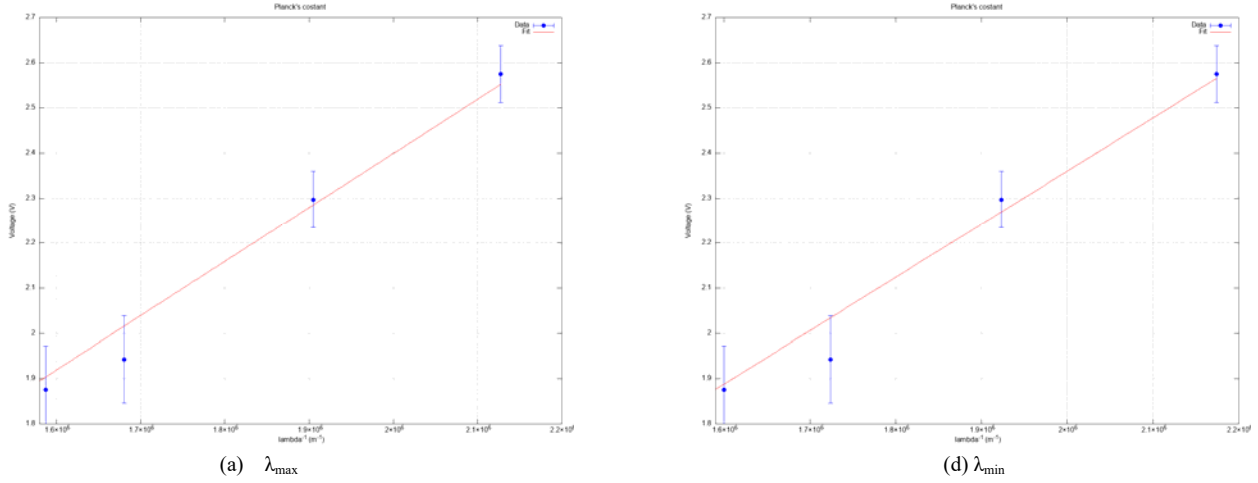 Planck's costant
2.7
2.6
2.5
2.4
2.3
2.2
2.1
2
1.9
1.8
Voltage (V)
Data
Fit
1.6×10⁶
1.7×10⁶
1.8×10⁶
1.9×10⁶
2×10⁶
2.1×10⁶
2.2×10⁶
lambda⁻¹ (m⁻¹)
(a) λmax
Planck's costant
2.7
2.6
2.5
2.4
2.3
2.2
2.1
2
1.9
1.8
Voltage (V)
Data
Fit
1.6×10⁶
1.7×10⁶
1.8×10⁶
1.9×10⁶
2×10⁶
2.1×10⁶
2.2×10⁶
lambda⁻¹ (m⁻¹)
(d) λmin